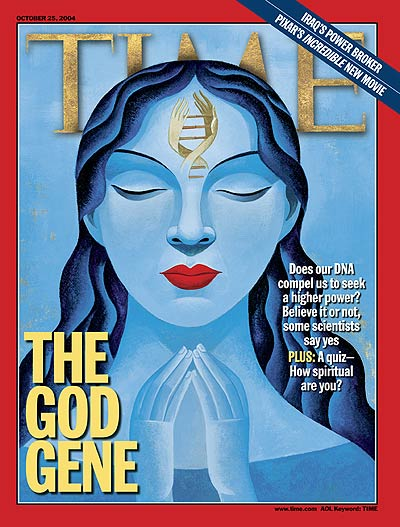 OCTOBER 25, 2004
TIME
IRAQ'S POWER BROKER
PIXAR'S INCREDIBLE NEW MOVIE
Does our DNA
compel us to seek
a higher power?
Believe it or not,
some scientists
say yes
PLUS: A quiz—
How spiritual
are you?
THE
GOD
GENE
www.time.com AOL Keyword: TIME